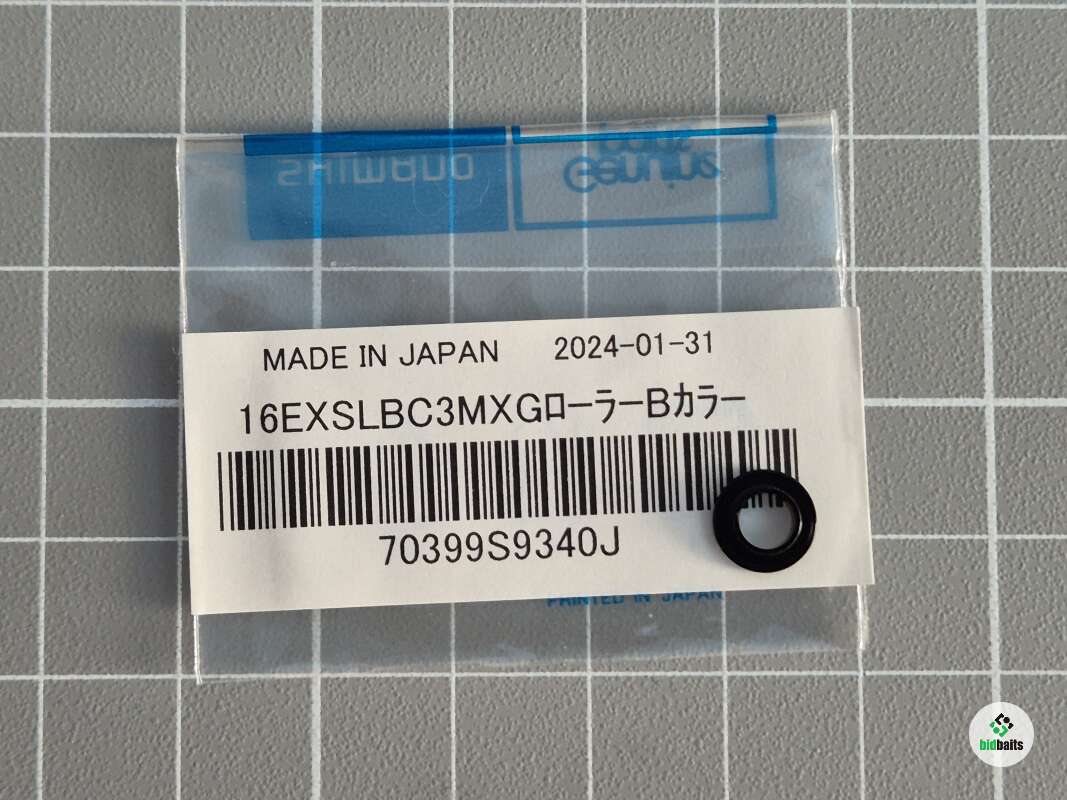 SHIMANO
Genuine
Parts
MADE IN JAPAN 2024-01-31
16EXSLBC3MXGﾛｰﾗｰBｶﾗｰ
70399S9340J
PRINTED IN JAPAN
bidbaits